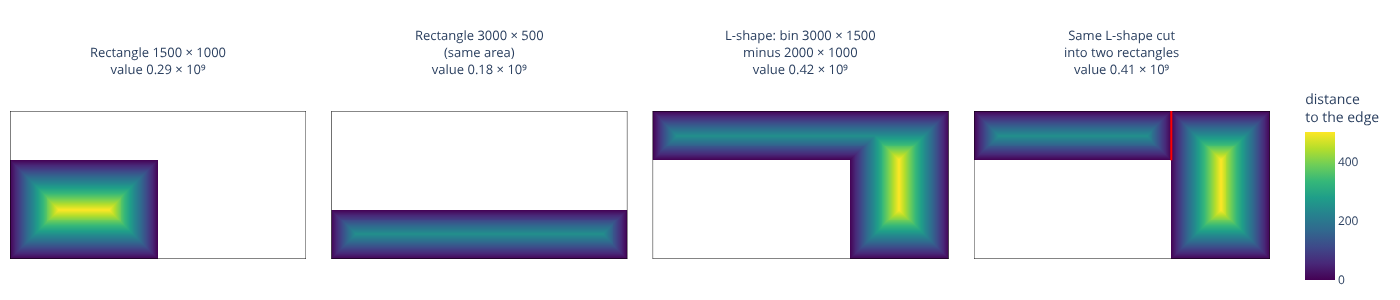 Rectangle 1500 × 1000
value 0.29 × 10⁹
Rectangle 3000 × 500
(same area)
value 0.18 × 10⁹
L-shape: bin 3000 × 1500
minus 2000 × 1000
value 0.42 × 10⁹
Same L-shape cut
into two rectangles
value 0.41 × 10⁹
distance
to the edge
400
200
0